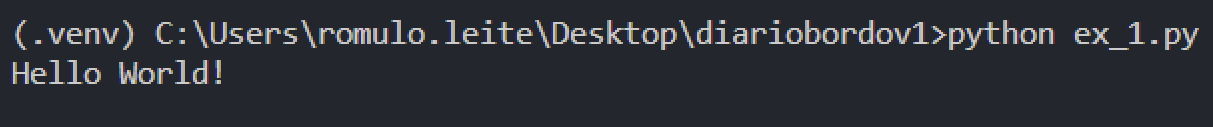 (.venv) C:\Users\romulo.leite\Desktop\diariobordov1>python ex_1.py
Hello World!